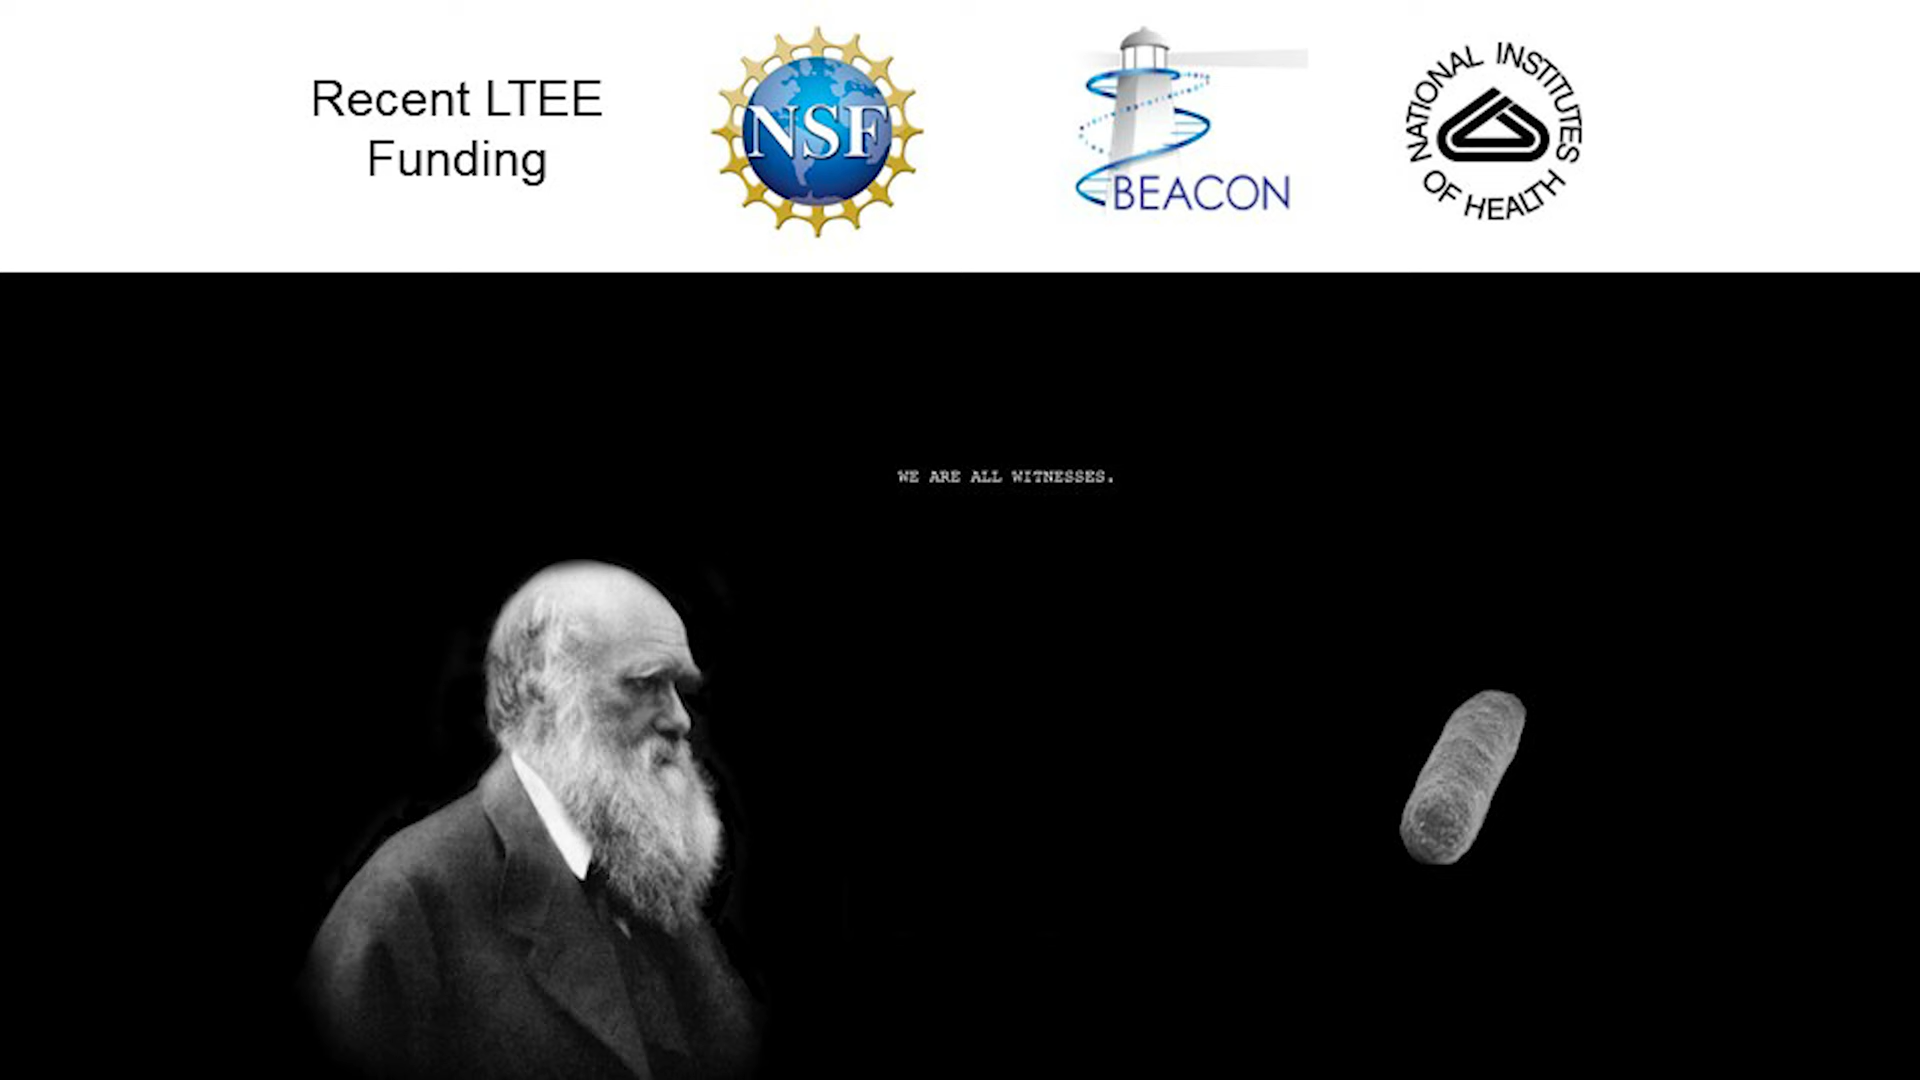 Recent LTEE
Funding
NSF
BEACON
NATIONAL INSTITUTES
OF HEALTH
WE ARE ALL WITNESSES.